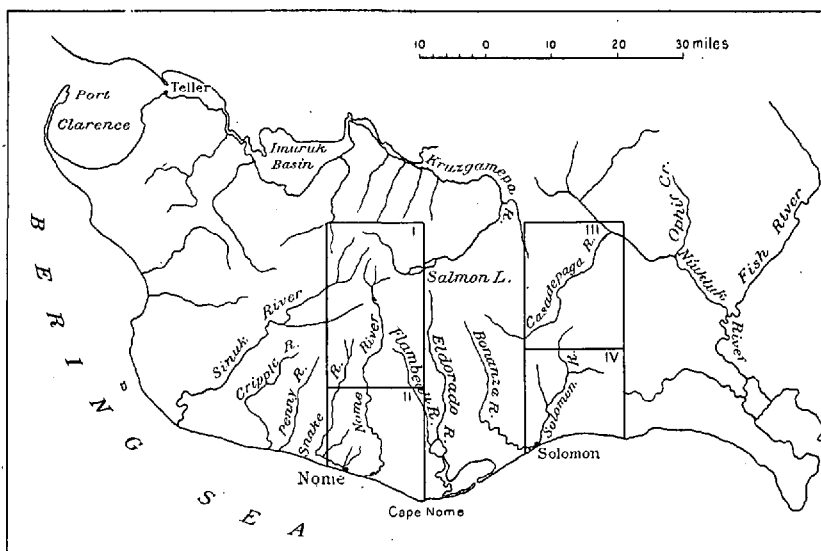 10 0 10 20 30 miles
Port
Clarence
Teller
Imuruk
Basin
Kruzgamepa
R.
BERING SEA
I
III
Ophir Cr.
Fish River
Niukluk
River
Casadepaga R.
Salmon L.
Sinuk River
Cripple R.
Penny R.
Snake R.
Nome River
Flambeau R.
Eldorado R.
Bonanza R.
II
IV
Solomon R.
Nome
Solomon
Cape Nome